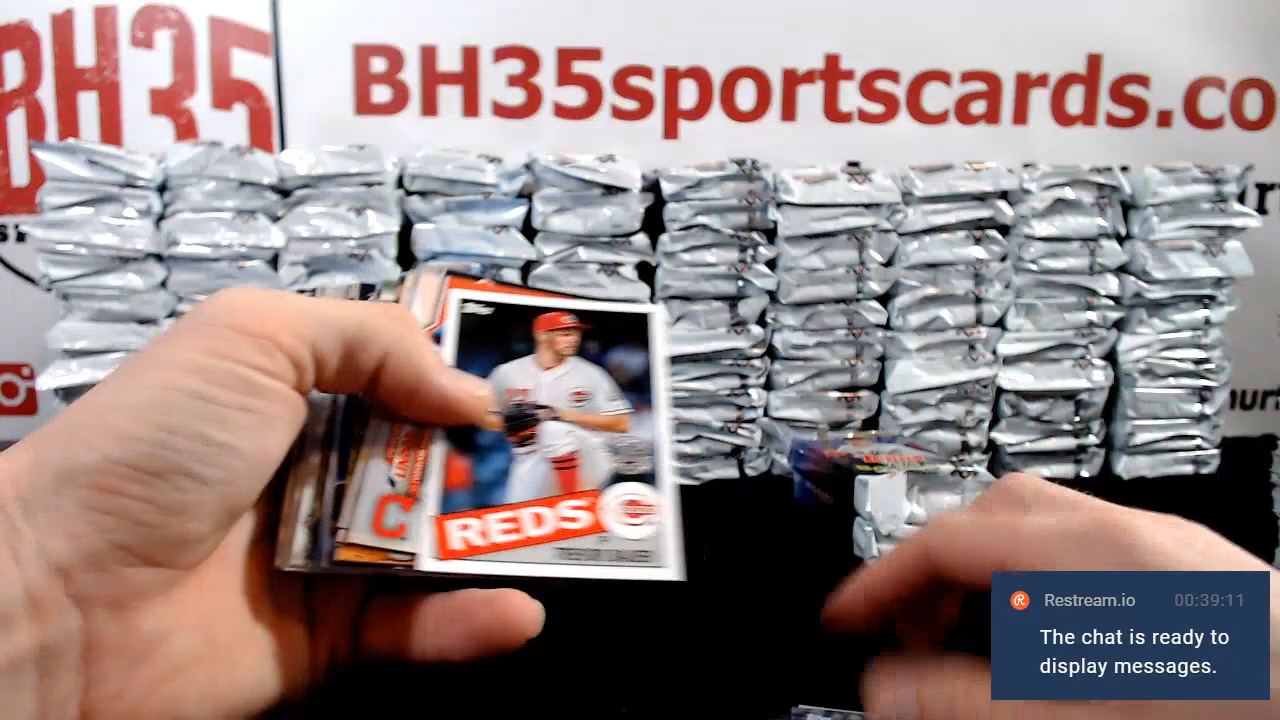 BH35
BH35sportscards.co
Topps
C
REDS
Restream.io 00:39:11
The chat is ready to
display messages.